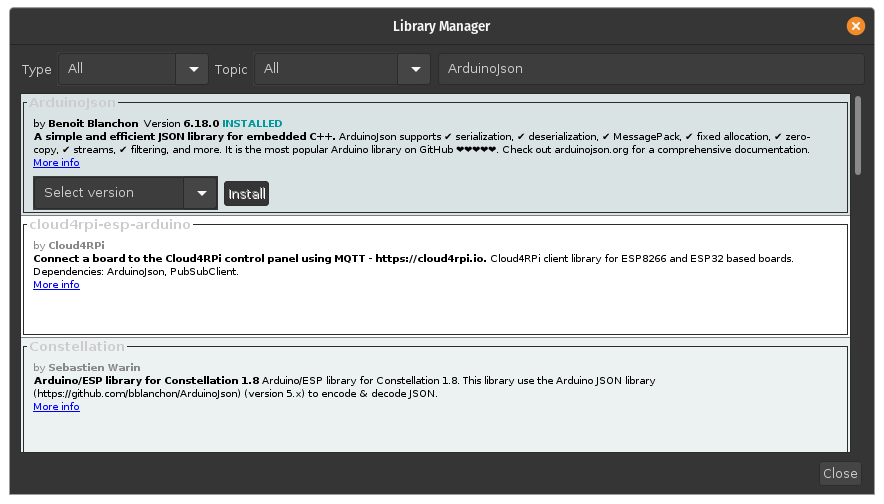 Library Manager
Type All Topic All ArduinoJson
ArduinoJson
by Benoit Blanchon Version 6.18.0 INSTALLED
A simple and efficient JSON library for embedded C++. ArduinoJson supports ✔ serialization, ✔ deserialization, ✔ MessagePack, ✔ fixed allocation, ✔ zero-
copy, ✔ streams, ✔ filtering, and more. It is the most popular Arduino library on GitHub ❤❤❤❤❤. Check out arduinojson.org for a comprehensive documentation.
More info
Select version Install
cloud4rpi-esp-arduino
by Cloud4RPi
Connect a board to the Cloud4RPi control panel using MQTT - https://cloud4rpi.io. Cloud4RPi client library for ESP8266 and ESP32 based boards.
Dependencies: ArduinoJson, PubSubClient.
More info
Constellation
by Sebastien Warin
Arduino/ESP library for Constellation 1.8 Arduino/ESP library for Constellation 1.8. This library use the Arduino JSON library
(https://github.com/bblanchon/ArduinoJson) (version 5.x) to encode & decode JSON.
More info
Close